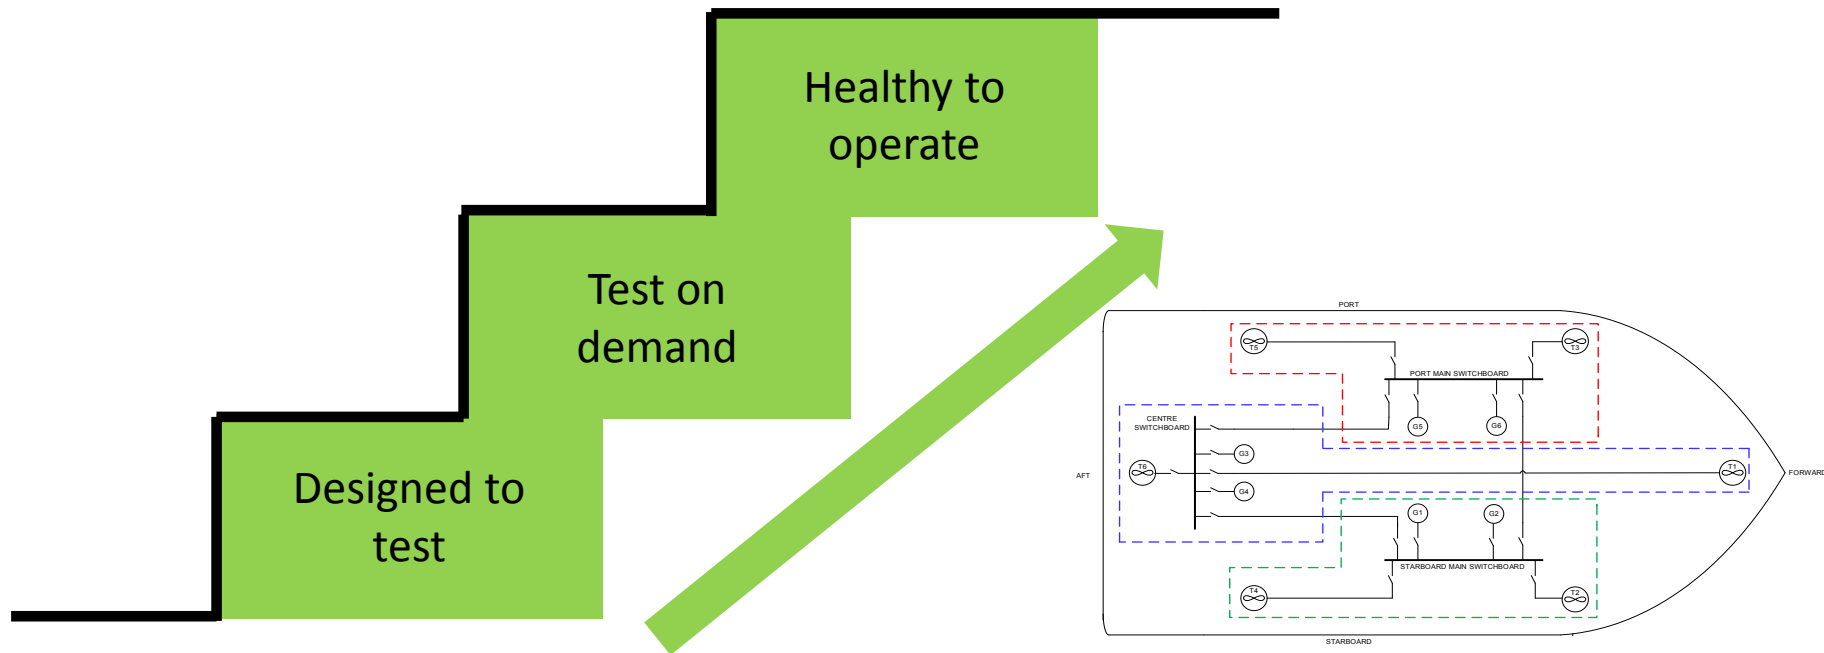 Healthy to
operate
Test on
demand
Designed to
test
PORT
T5
T3
PORT MAIN SWITCHBOARD
CENTRE
SWITCHBOARD
G5
G6
G3
AFT
T6
T1
FORWARD
G4
G1
G2
STARBOARD MAIN SWITCHBOARD
T4
T2
STARBOARD